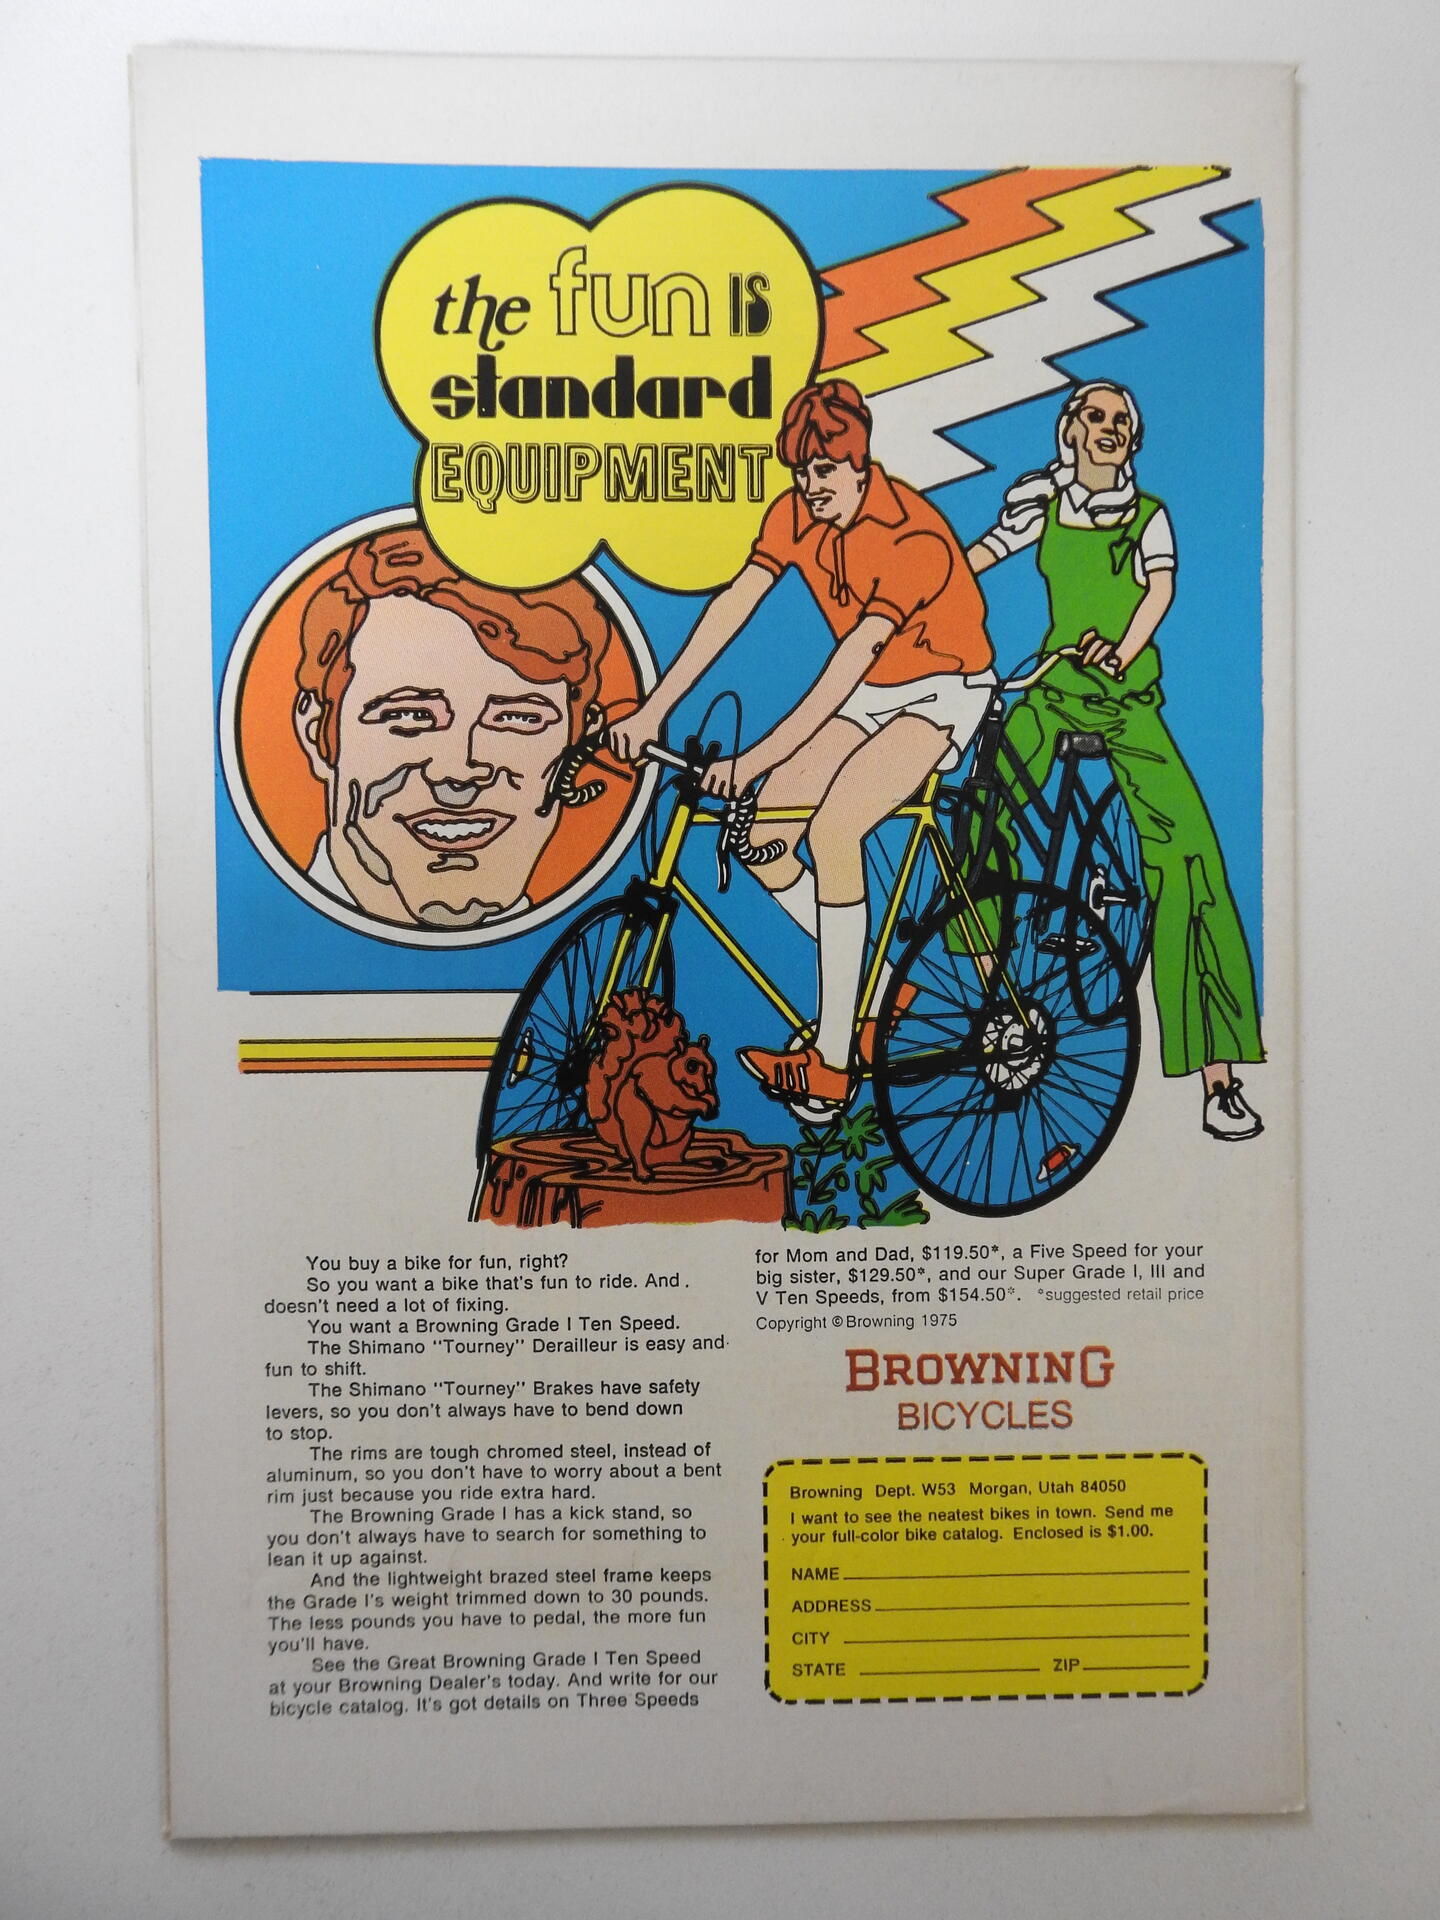 the fun IS
standard
EQUIPMENT
You buy a bike for fun, right?
So you want a bike that's fun to ride. And
doesn't need a lot of fixing.
You want a Browning Grade I Ten Speed.
The Shimano "Tourney" Derailleur is easy and
fun to shift.
The Shimano "Tourney" Brakes have safety
levers, so you don't always have to bend down
to stop.
The rims are tough chromed steel, instead of
aluminum, so you don't have to worry about a bent
rim just because you ride extra hard.
The Browning Grade I has a kick stand, so
you don't always have to search for something to
lean it up against.
And the lightweight brazed steel frame keeps
the Grade I's weight trimmed down to 30 pounds.
The less pounds you have to pedal, the more fun
you'll have.
See the Great Browning Grade I Ten Speed
at your Browning Dealer's today. And write for our
bicycle catalog. It's got details on Three Speeds
for Mom and Dad, $119.50*, a Five Speed for your
big sister, $129.50*, and our Super Grade I, III and
V Ten Speeds, from $154.50*. *suggested retail price
Copyright © Browning 1975
BROWNING
BICYCLES
Browning Dept. W53 Morgan, Utah 84050
I want to see the neatest bikes in town. Send me
your full-color bike catalog. Enclosed is $1.00.
NAME
ADDRESS
CITY
STATE ZIP